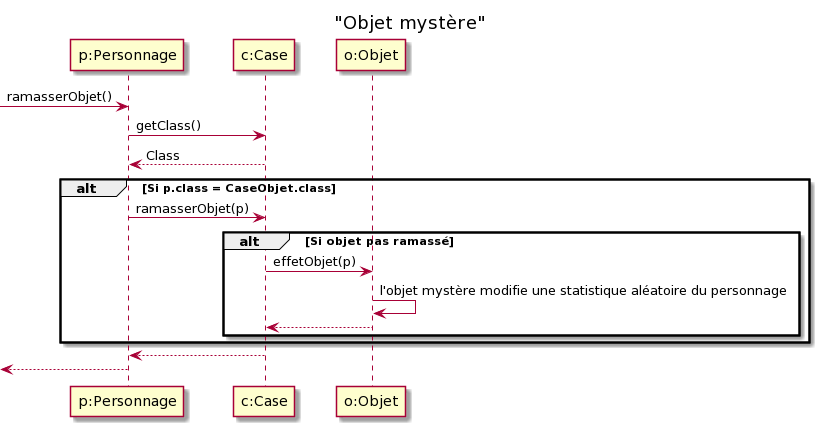 "Objet mystère"
p:Personnage c:Case o:Objet
ramasserObjet()
getClass()
Class
alt [Si p.class = CaseObjet.class]
ramasserObjet(p)
alt [Si objet pas ramassé]
effetObjet(p)
l'objet mystère modifie une statistique aléatoire du personnage
p:Personnage c:Case o:Objet